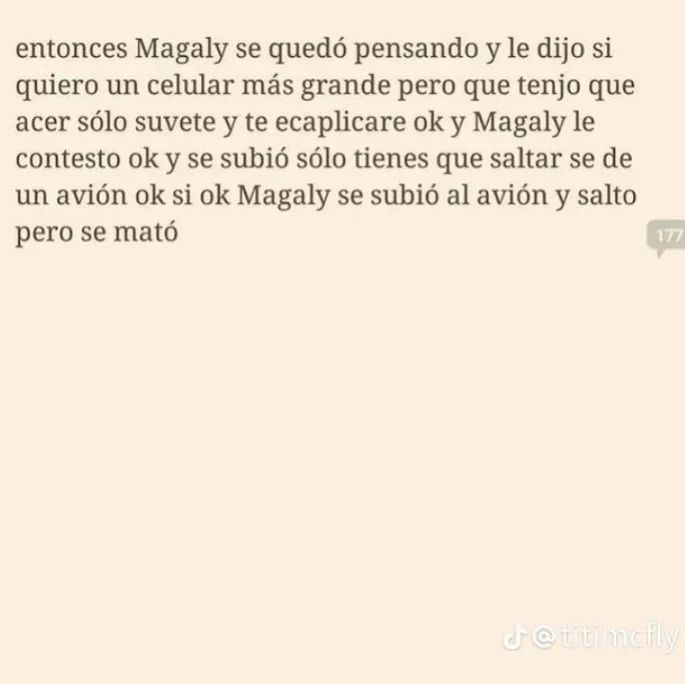 entonces Magaly se quedó pensando y le dijo si
quiero un celular más grande pero que tenjo que
acer sólo suvete y te ecaplicare ok y Magaly le
contesto ok y se subió sólo tienes que saltar se de
un avión ok si ok Magaly se subió al avión y salto
pero se mató
177
@titimcfly